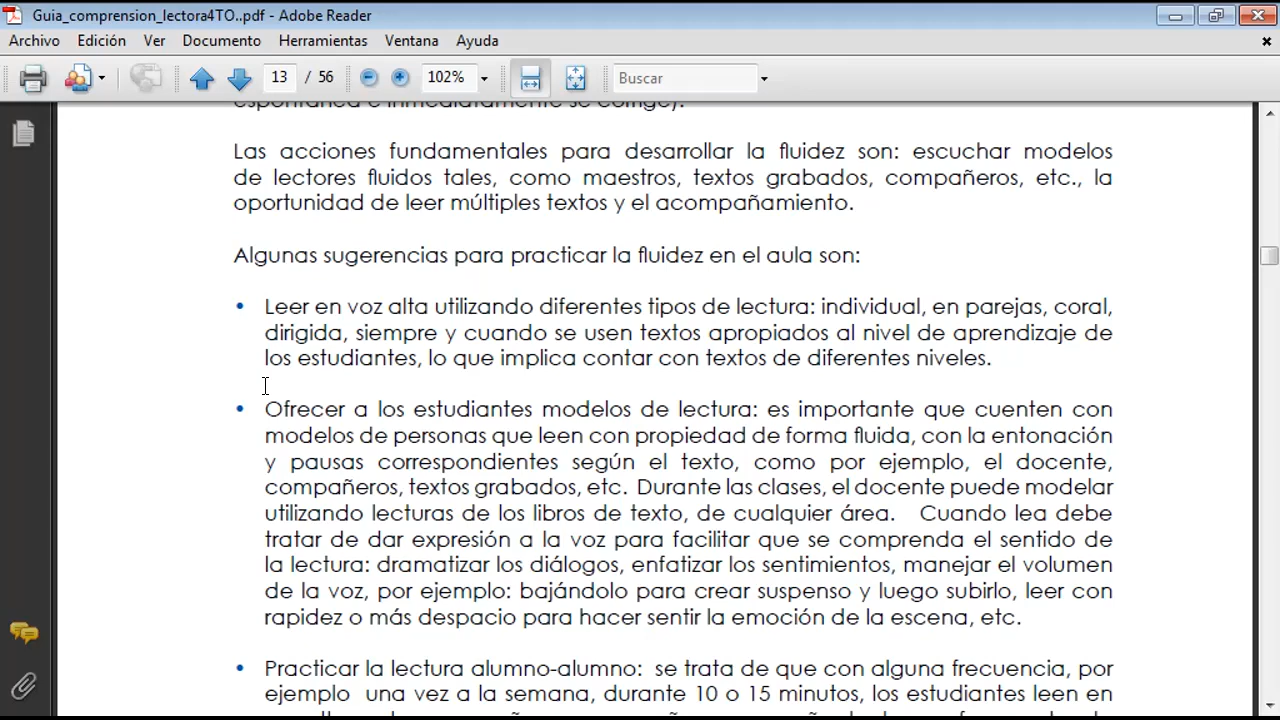 Guia_comprension_lectora4TO..pdf - Adobe Reader
Archivo Edición Ver Documento Herramientas Ventana Ayuda
13 / 56 102% Buscar
espontánea e inmediatamente se corrige).
Las acciones fundamentales para desarrollar la fluidez son: escuchar modelos
de lectores fluidos tales, como maestros, textos grabados, compañeros, etc., la
oportunidad de leer múltiples textos y el acompañamiento.
Algunas sugerencias para practicar la fluidez en el aula son:
• Leer en voz alta utilizando diferentes tipos de lectura: individual, en parejas, coral,
dirigida, siempre y cuando se usen textos apropiados al nivel de aprendizaje de
los estudiantes, lo que implica contar con textos de diferentes niveles.
• Ofrecer a los estudiantes modelos de lectura: es importante que cuenten con
modelos de personas que leen con propiedad de forma fluida, con la entonación
y pausas correspondientes según el texto, como por ejemplo, el docente,
compañeros, textos grabados, etc. Durante las clases, el docente puede modelar
utilizando lecturas de los libros de texto, de cualquier área. Cuando lea debe
tratar de dar expresión a la voz para facilitar que se comprenda el sentido de
la lectura: dramatizar los diálogos, enfatizar los sentimientos, manejar el volumen
de la voz, por ejemplo: bajándolo para crear suspenso y luego subirlo, leer con
rapidez o más despacio para hacer sentir la emoción de la escena, etc.
• Practicar la lectura alumno-alumno: se trata de que con alguna frecuencia, por
ejemplo una vez a la semana, durante 10 o 15 minutos, los estudiantes leen en